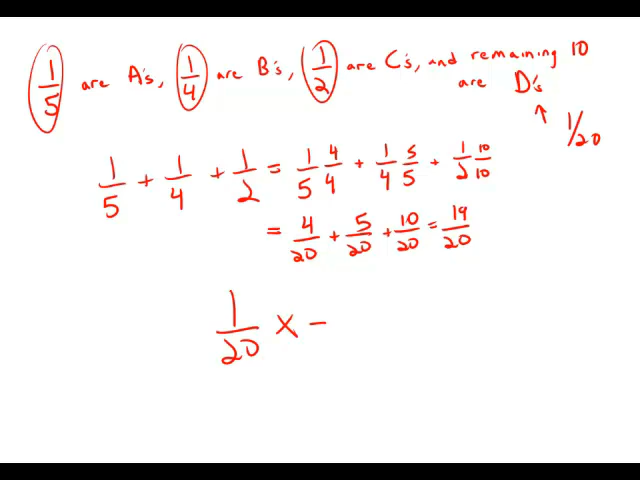 1/5 are A's, 1/4 are B's, 1/2 are C's, and remaining 10
are D's
↑ 1/20
1/5 + 1/4 + 1/2 = 1/5 4/4 + 1/4 5/5 + 1/2 10/10
= 4/20 + 5/20 + 10/20 = 19/20
1/20 x -